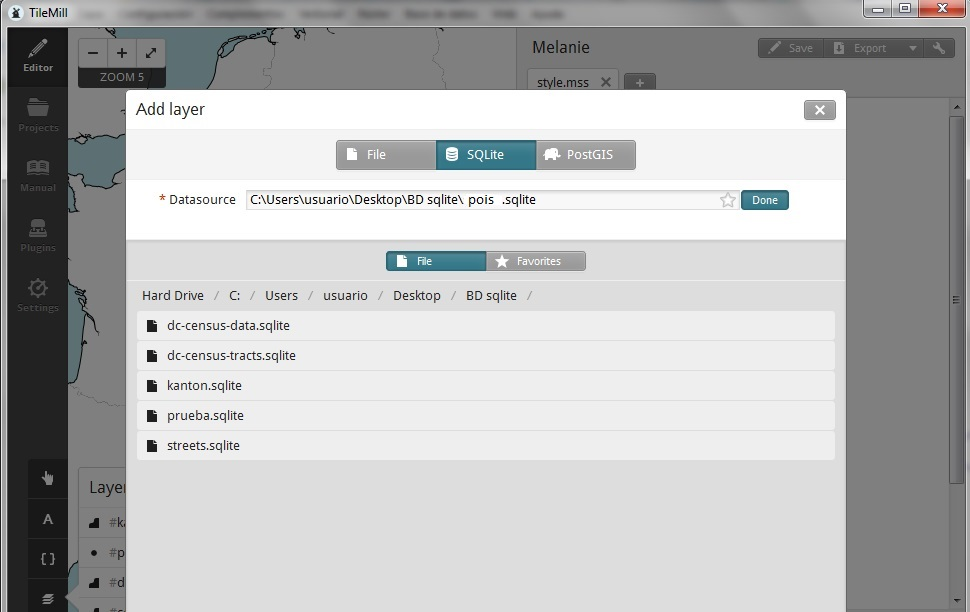 TileMill
Editor
Projects
Manual
Plugins
Settings
ZOOM 5
Melanie
Save
Export
style.mss
Add layer
File
SQLite
PostGIS
* Datasource
C:\Users\usuario\Desktop\BD sqlite\ pois .sqlite
Done
File
Favorites
Hard Drive / C: / Users / usuario / Desktop / BD sqlite /
dc-census-data.sqlite
dc-census-tracts.sqlite
kanton.sqlite
prueba.sqlite
streets.sqlite
A
{ }
#p
#d